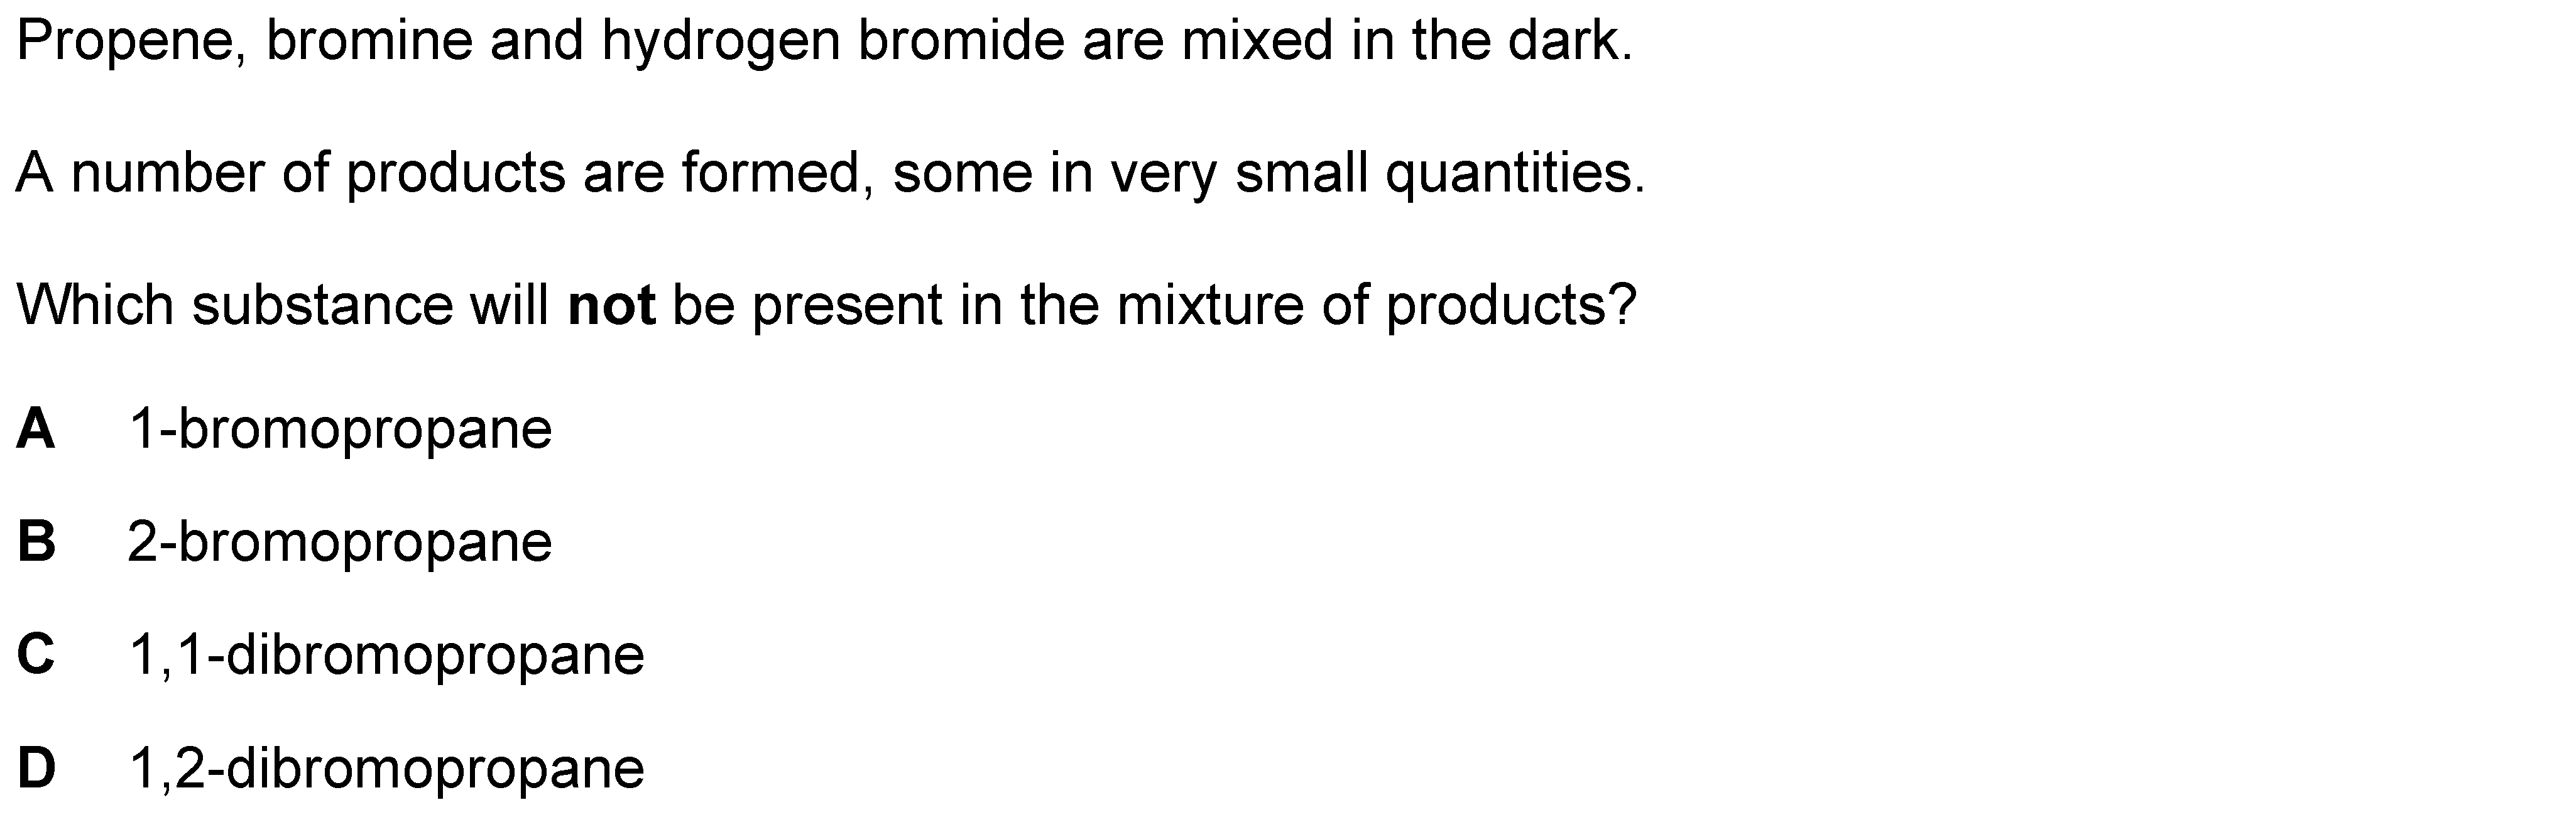 Propene, bromine and hydrogen bromide are mixed in the dark.
A number of products are formed, some in very small quantities.
Which substance will not be present in the mixture of products?
A 1-bromopropane
B 2-bromopropane
C 1,1-dibromopropane
D 1,2-dibromopropane